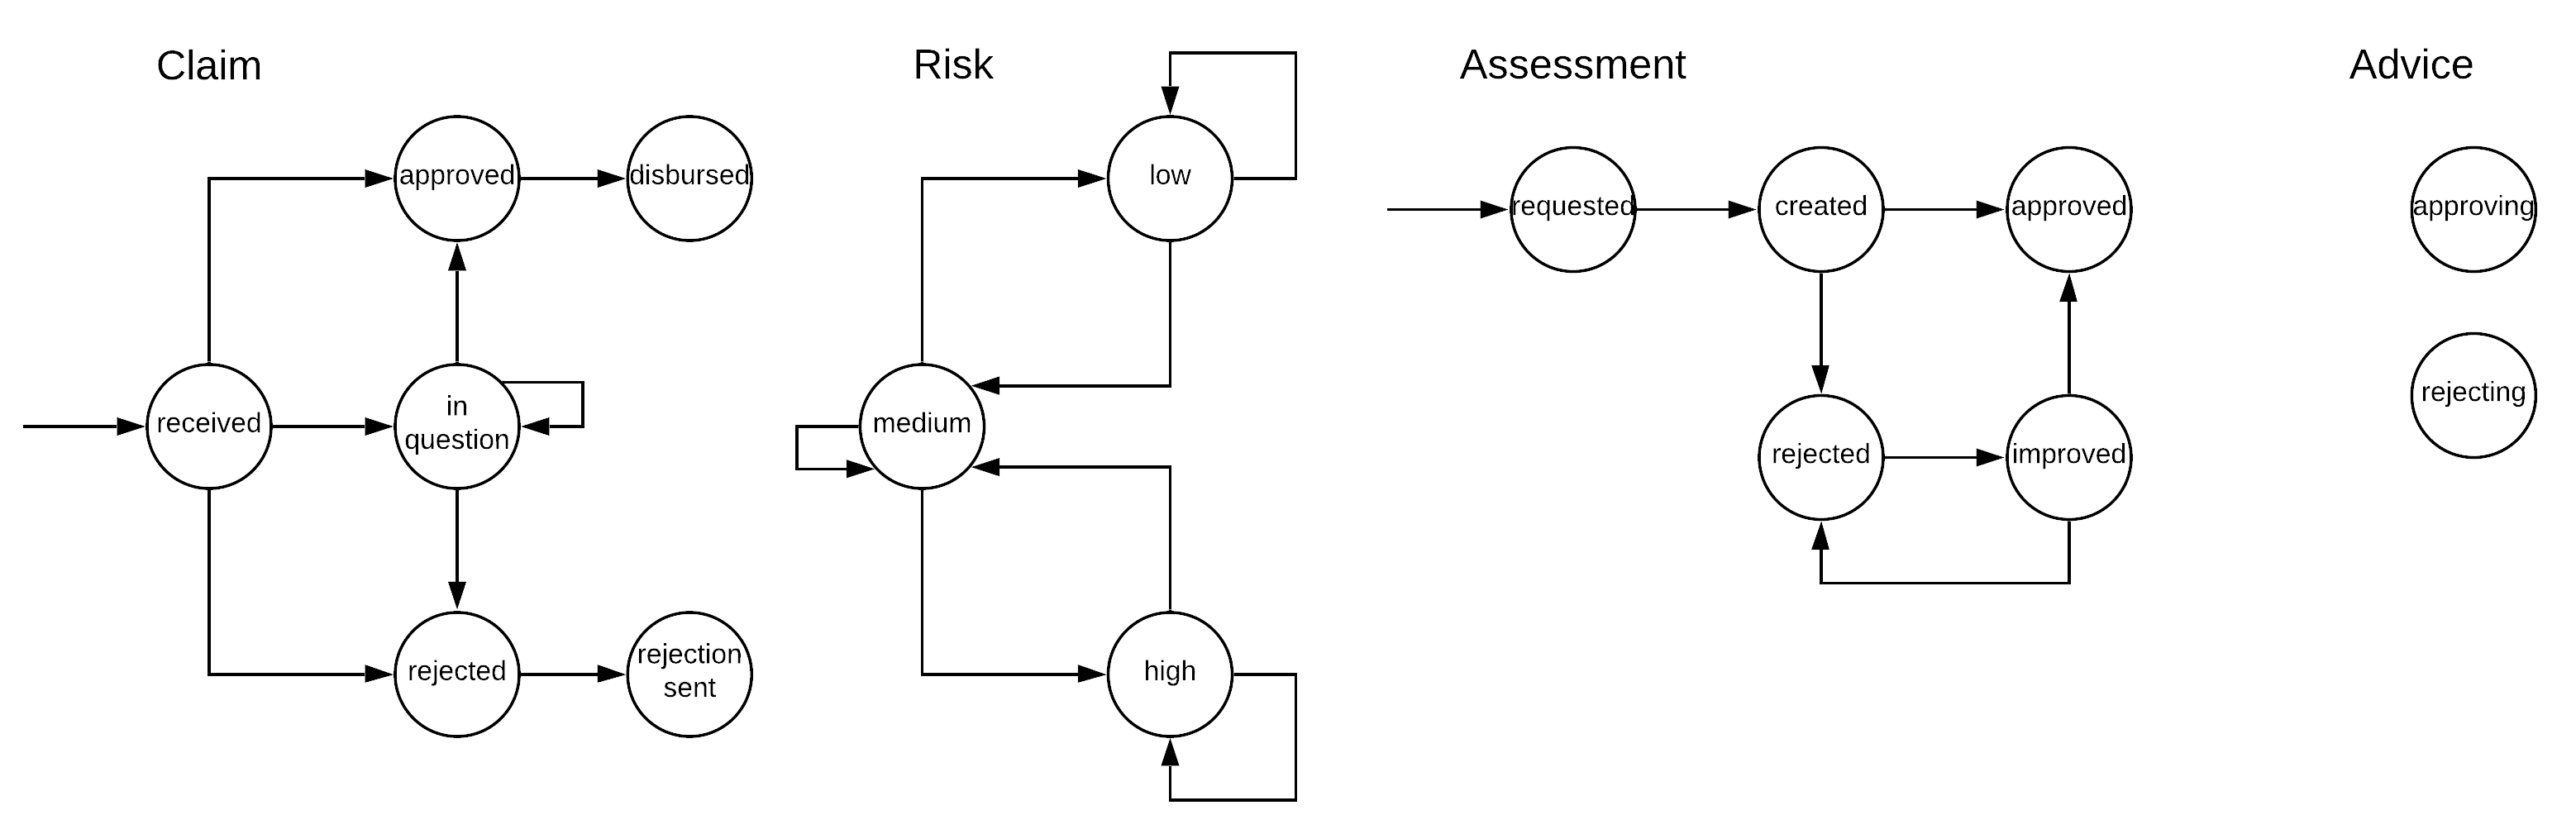 Claim
approved
disbursed
received
in
question
rejected
rejection
sent
Risk
low
medium
high
Assessment
requested
created
approved
rejected
improved
Advice
approving
rejecting